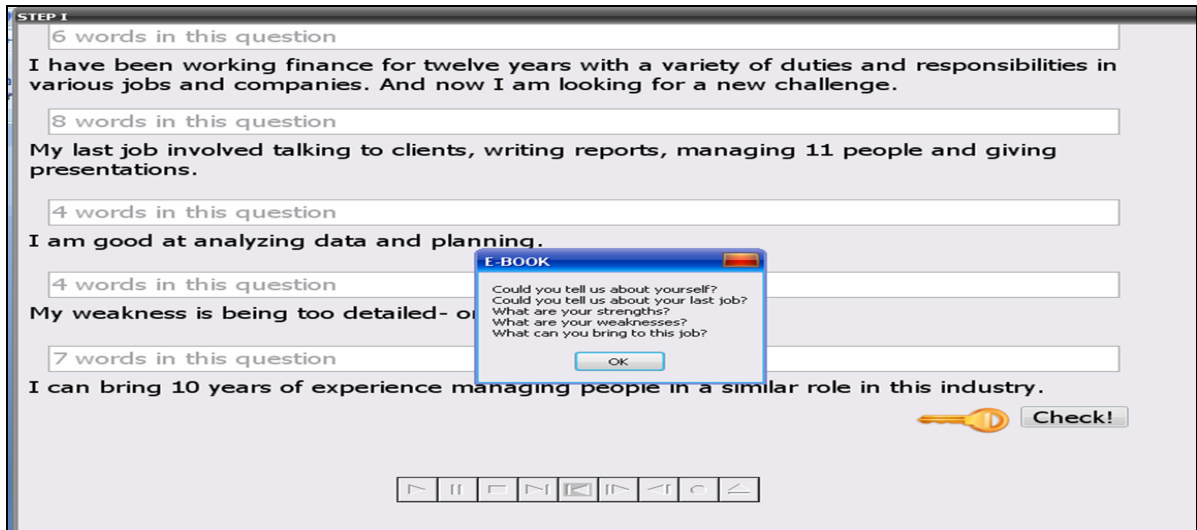 STEP I
6 words in this question
I have been working finance for twelve years with a variety of duties and responsibilities in
various jobs and companies. And now I am looking for a new challenge.
8 words in this question
My last job involved talking to clients, writing reports, managing 11 people and giving
presentations.
4 words in this question
I am good at analyzing data and planning.
E-BOOK
Could you tell us about yourself?
Could you tell us about your last job?
What are your strengths?
What are your weaknesses?
What can you bring to this job?
OK
4 words in this question
My weakness is being too detailed-
7 words in this question
I can bring 10 years of experience managing people in a similar role in this industry.
Check!